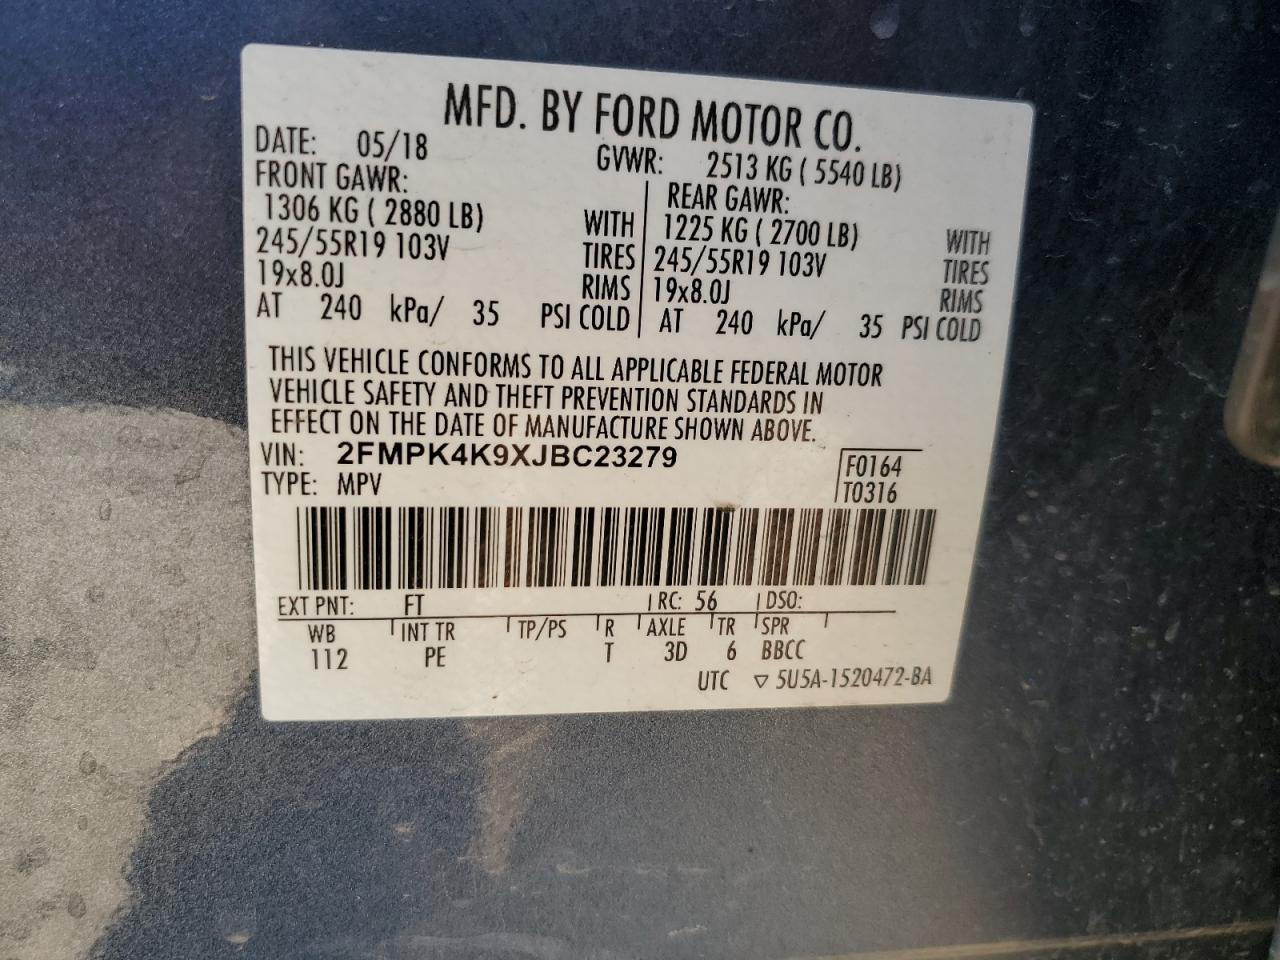 MFD. BY FORD MOTOR CO.
DATE: 05/18 GVWR: 2513 KG ( 5540 LB)
FRONT GAWR: REAR GAWR:
1306 KG ( 2880 LB) WITH 1225 KG ( 2700 LB) WITH
245/55R19 103V TIRES 245/55R19 103V TIRES
19x8.0J RIMS 19x8.0J RIMS
AT 240 kPa/ 35 PSI COLD AT 240 kPa/ 35 PSI COLD
THIS VEHICLE CONFORMS TO ALL APPLICABLE FEDERAL MOTOR
VEHICLE SAFETY AND THEFT PREVENTION STANDARDS IN
EFFECT ON THE DATE OF MANUFACTURE SHOWN ABOVE.
VIN: 2FMPK4K9XJBC23279 F0164
TYPE: MPV T0316
EXT PNT: FT RC: 56 DSO:
WB INT TR TP/PS R AXLE TR SPR
112 PE T 3D 6 BBCC
UTC ▽ 5U5A-1520472-BA